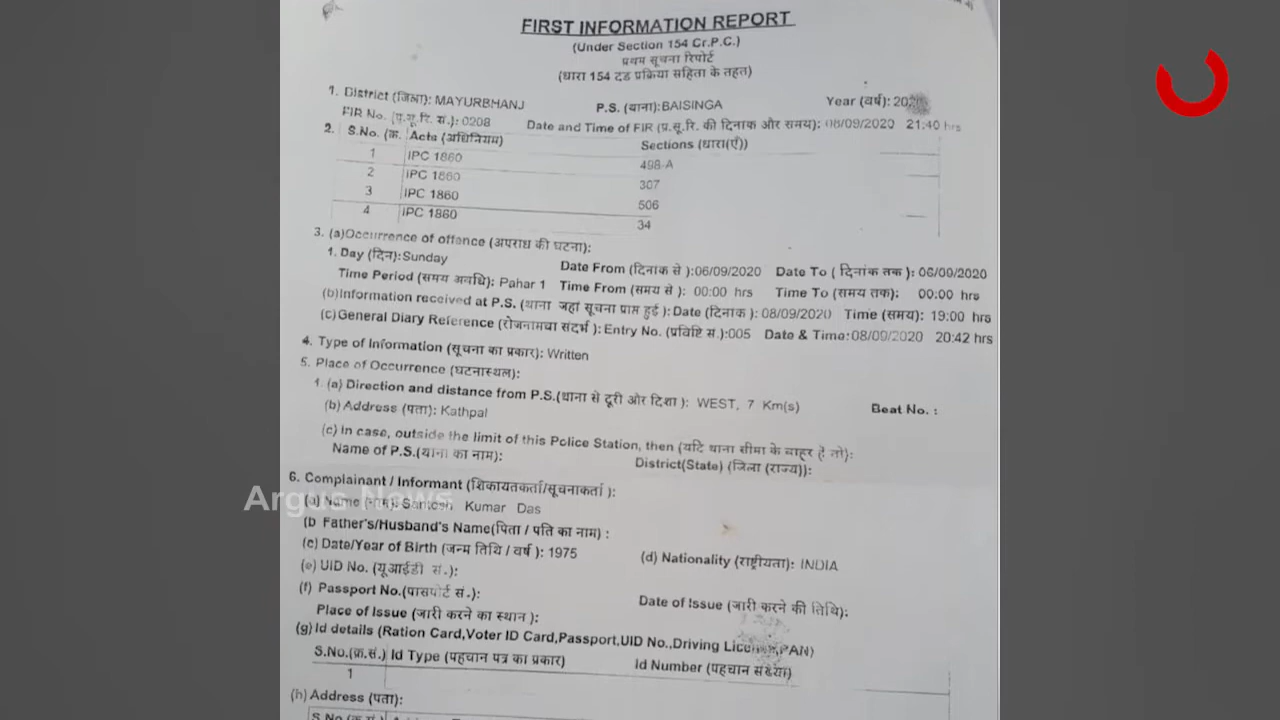 FIRST INFORMATION REPORT
(Under Section 154 Cr.P.C.)
प्रथम सूचना रिपोर्ट
(धारा 154 दंड प्रक्रिया संहिता के तहत)
1. District (जिला): MAYURBHANJ P.S. (थाना): BAISINGA Year (वर्ष):
FIR No. (प्र.सू.रि. सं.): 0208 Date and Time of FIR (प्र.सू.रि. की दिनांक और समय): 08/09/2020 21:40 hrs
2. S.No. (क्र. Acts (अधिनियम) Sections (धारा(एँ))
1 IPC 1860 498-A
2 IPC 1860 307
3 IPC 1860 506
4 IPC 1860 34
3. (a)Occurrence of offence (अपराध की घटना):
1. Day (दिन): Sunday Date From (दिनांक से ): 06/09/2020 Date To ( दिनांक तक ): 06/09/2020
Time Period (समय अवधि): Pahar 1 Time From (समय से ): 00:00 hrs Time To (समय तक): 00:00 hrs
(b)Information received at P.S. (थाना जहां सूचना प्राप्त हुई ): Date (दिनांक ): 08/09/2020 Time (समय): 19:00 hrs
(c)General Diary Reference (रोजनामचा संदर्भ ): Entry No. (प्रविष्टि सं.):005 Date & Time:08/09/2020 20:42 hrs
4. Type of Information (सूचना का प्रकार): Written
5. Place of Occurrence (घटनास्थल):
1. (a) Direction and distance from P.S.(थाना से दूरी और दिशा ): WEST, 7 Km(s) Beat No. :
(b) Address (पता): Kathpal
(c) In case, outside the limit of this Police Station, then (यदि थाना सीमा के बाहर है तो):
Name of P.S.(थाना का नाम): District(State) (जिला (राज्य)):
6. Complainant / Informant (शिकायतकर्ता/सूचनाकर्ता ):
Argus News
(a) Name (नाम): Santosh Kumar Das
(b Father's/Husband's Name(पिता / पति का नाम) :
(c) Date/Year of Birth (जन्म तिथि / वर्ष ): 1975 (d) Nationality (राष्ट्रीयता): INDIA
(e) UID No. (यूआईडी सं.):
(f) Passport No.(पासपोर्ट सं.): Date of Issue (जारी करने की तिथि):
Place of Issue (जारी करने का स्थान ):
(g) Id details (Ration Card,Voter ID Card,Passport,UID No.,Driving License,PAN)
S.No.(क्र.सं.) Id Type (पहचान पत्र का प्रकार) Id Number (पहचान संख्या)
1
(h) Address (पता):
S.No.(क्र.सं.)